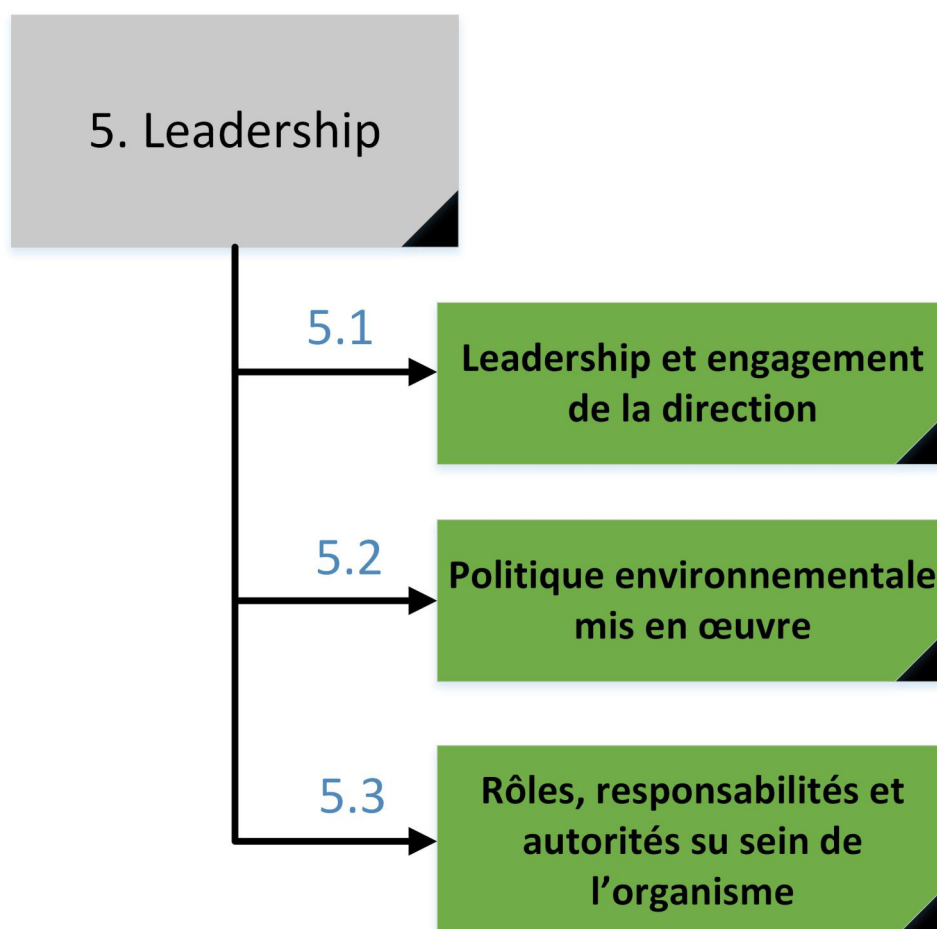 5. Leadership
5.1
Leadership et engagement
de la direction
5.2
Politique environnementale
mis en œuvre
5.3
Rôles, responsabilités et
autorités su sein de
l’organisme